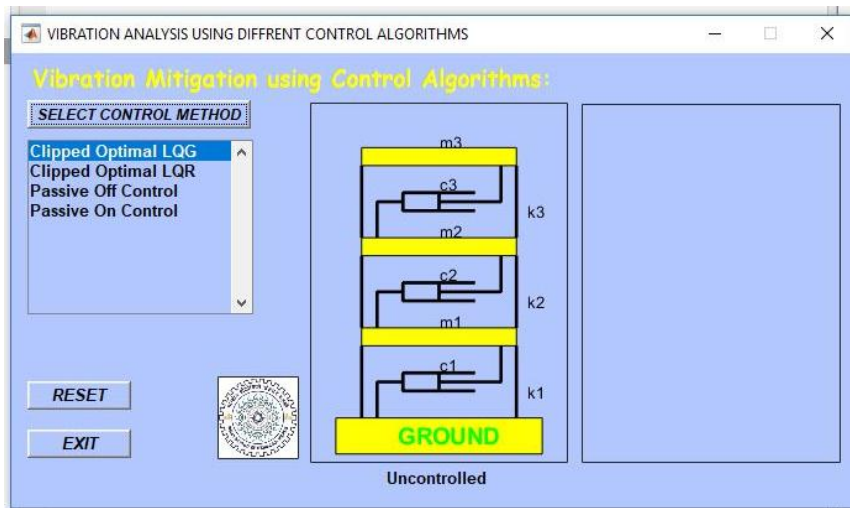 VIBRATION ANALYSIS USING DIFFRENT CONTROL ALGORITHMS
Vibration Mitigation using Control Algorithms:
SELECT CONTROL METHOD
Clipped Optimal LQG
Clipped Optimal LQR
Passive Off Control
Passive On Control
RESET
EXIT
m3
c3
k3
m2
c2
k2
m1
c1
k1
GROUND
Uncontrolled